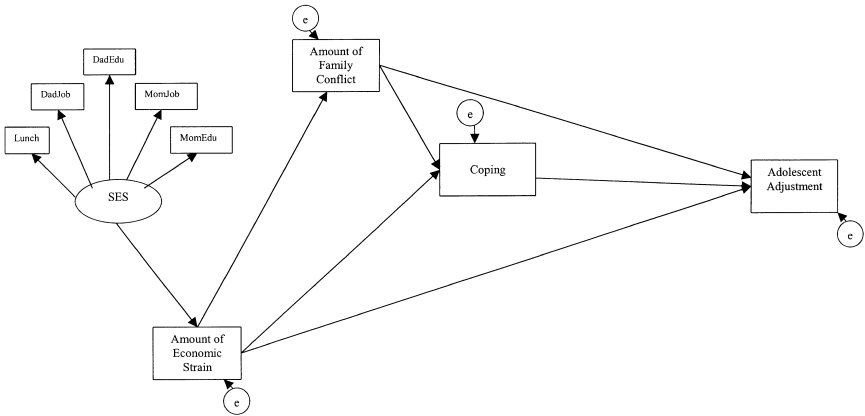 e
Amount of
Family
Conflict
DadEdu
DadJob
MomJob
Lunch
MomEdu
e
Coping
Adolescent
Adjustment
SES
e
Amount of
Economic
Strain
e